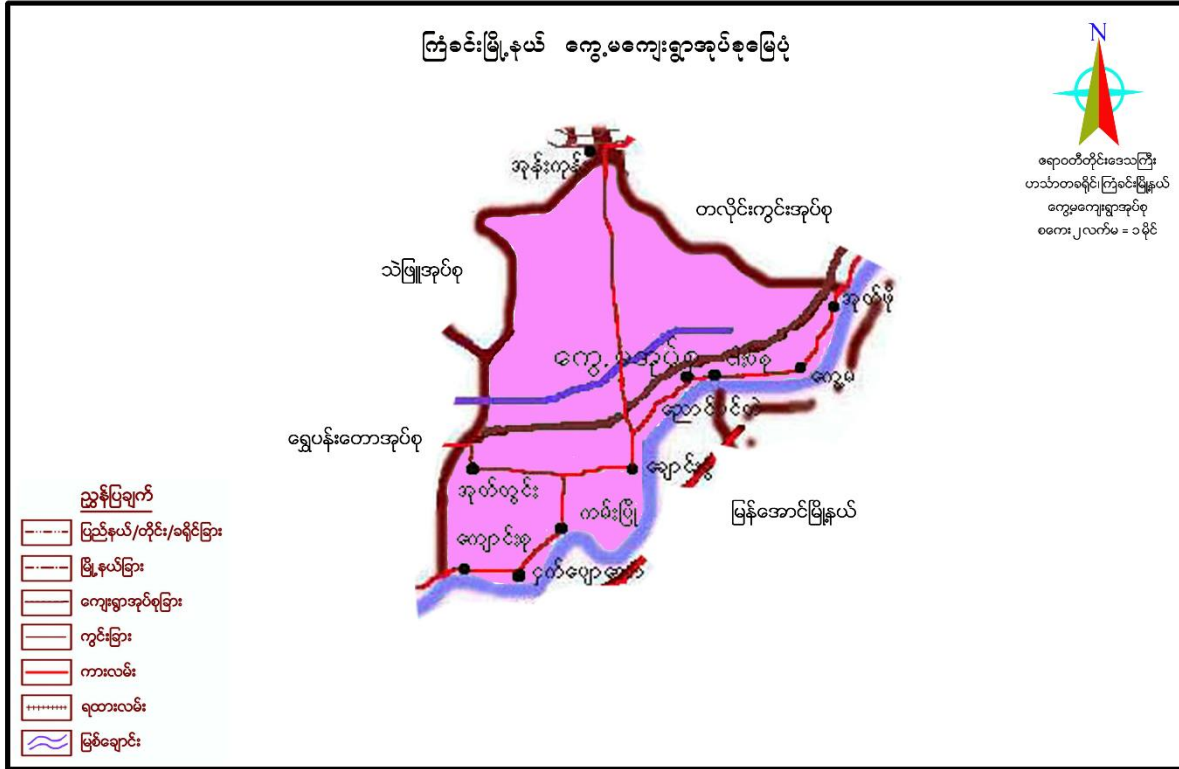 ကြံခင်းမြို့နယ် ကွေ့မကျေးရွာအုပ်စုမြေပုံ
N
ဧရာဝတီတိုင်းဒေသကြီး
ဟင်္သာတခရိုင်၊ကြံခင်းမြို့နယ်
ကွေ့မကျေးရွာအုပ်စု
စကေး၂လက်မ = ၁မိုင်
အုန်းကုန်း
တလိုင်းကွင်းအုပ်စု
သဲဖြူအုပ်စု
အုတ်ဖို
ကွေ့မအုပ်စု
ကွေ့မ
ရွှေပန်းတောအုပ်စု
အုတ်တွင်း
ကမ်းပြို
မြန်အောင်မြို့နယ်
ကျောင်းစု
ညွှန်ပြချက်
ပြည်နယ်/တိုင်း/ခရိုင်ခြား
မြို့နယ်ခြား
ကျေးရွာအုပ်စုခြား
ကွင်းခြား
ကားလမ်း
ရထားလမ်း
မြစ်ချောင်း